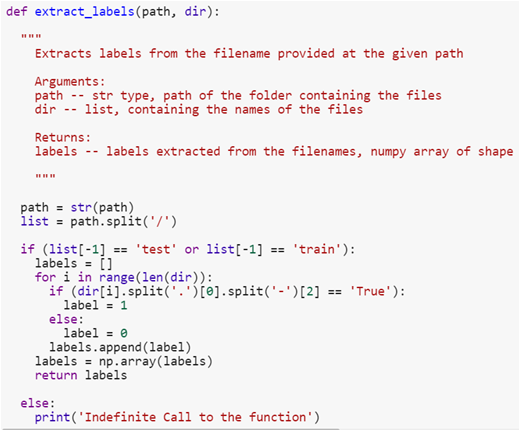 def extract_labels(path, dir):
"""
Extracts labels from the filename provided at the given path
Arguments:
path -- str type, path of the folder containing the files
dir -- list, containing the names of the files
Returns:
labels -- labels extracted from the filenames, numpy array of shape
"""
path = str(path)
list = path.split('/')
if (list[-1] == 'test' or list[-1] == 'train'):
labels = []
for i in range(len(dir)):
if (dir[i].split('.')[0].split('-')[2] == 'True'):
label = 1
else:
label = 0
labels.append(label)
labels = np.array(labels)
return labels
else:
print('Indefinite Call to the function')